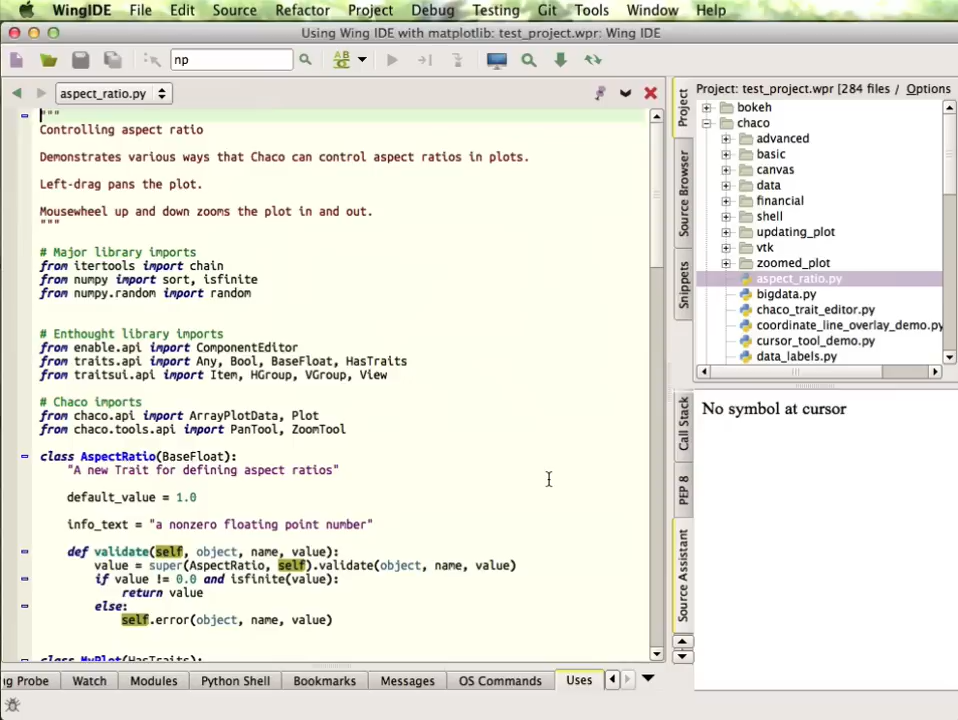 WingIDE File Edit Source Refactor Project Debug Testing Git Tools Window Help
Using Wing IDE with matplotlib: test_project.wpr: Wing IDE
np
aspect_ratio.py
"""
Controlling aspect ratio
Demonstrates various ways that Chaco can control aspect ratios in plots.
Left-drag pans the plot.
Mousewheel up and down zooms the plot in and out.
"""
# Major library imports
from itertools import chain
from numpy import sort, isfinite
from numpy.random import random
# Enthought library imports
from enable.api import ComponentEditor
from traits.api import Any, Bool, BaseFloat, HasTraits
from traitsui.api import Item, HGroup, VGroup, View
# Chaco imports
from chaco.api import ArrayPlotData, Plot
from chaco.tools.api import PanTool, ZoomTool
class AspectRatio(BaseFloat):
"A new Trait for defining aspect ratios"
default_value = 1.0
info_text = "a nonzero floating point number"
def validate(self, object, name, value):
value = super(AspectRatio, self).validate(object, name, value)
if value != 0.0 and isfinite(value):
return value
else:
self.error(object, name, value)
class MyPlot(HasTraits):
Project
Source Browser
Snippets
Project: test_project.wpr [284 files / Options
bokeh
chaco
advanced
basic
canvas
data
financial
shell
updating_plot
vtk
zoomed_plot
aspect_ratio.py
bigdata.py
chaco_trait_editor.py
coordinate_line_overlay_demo.py
cursor_tool_demo.py
data_labels.py
Call Stack
PEP 8
Source Assistant
No symbol at cursor
g Probe Watch Modules Python Shell Bookmarks Messages OS Commands Uses